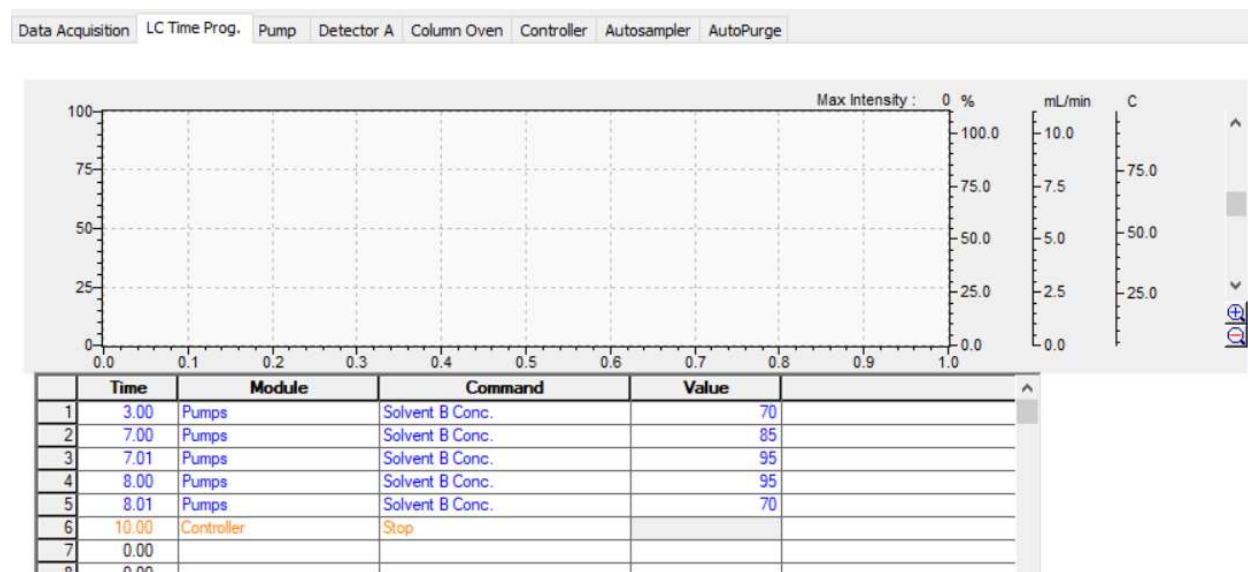 Data Acquisition LC Time Prog. Pump Detector A Column Oven Controller Autosampler AutoPurge
Max Intensity : 0 % mL/min C
100
75
50
25
0
100.0
75.0
50.0
25.0
0.0
10.0
7.5
5.0
2.5
0.0
75.0
50.0
25.0
0.0 0.1 0.2 0.3 0.4 0.5 0.6 0.7 0.8 0.9 1.0
Time Module Command Value
1 3.00 Pumps Solvent B Conc. 70
2 7.00 Pumps Solvent B Conc. 85
3 7.01 Pumps Solvent B Conc. 95
4 8.00 Pumps Solvent B Conc. 95
5 8.01 Pumps Solvent B Conc. 70
6 10.00 Controller Stop
7 0.00
8 0.00